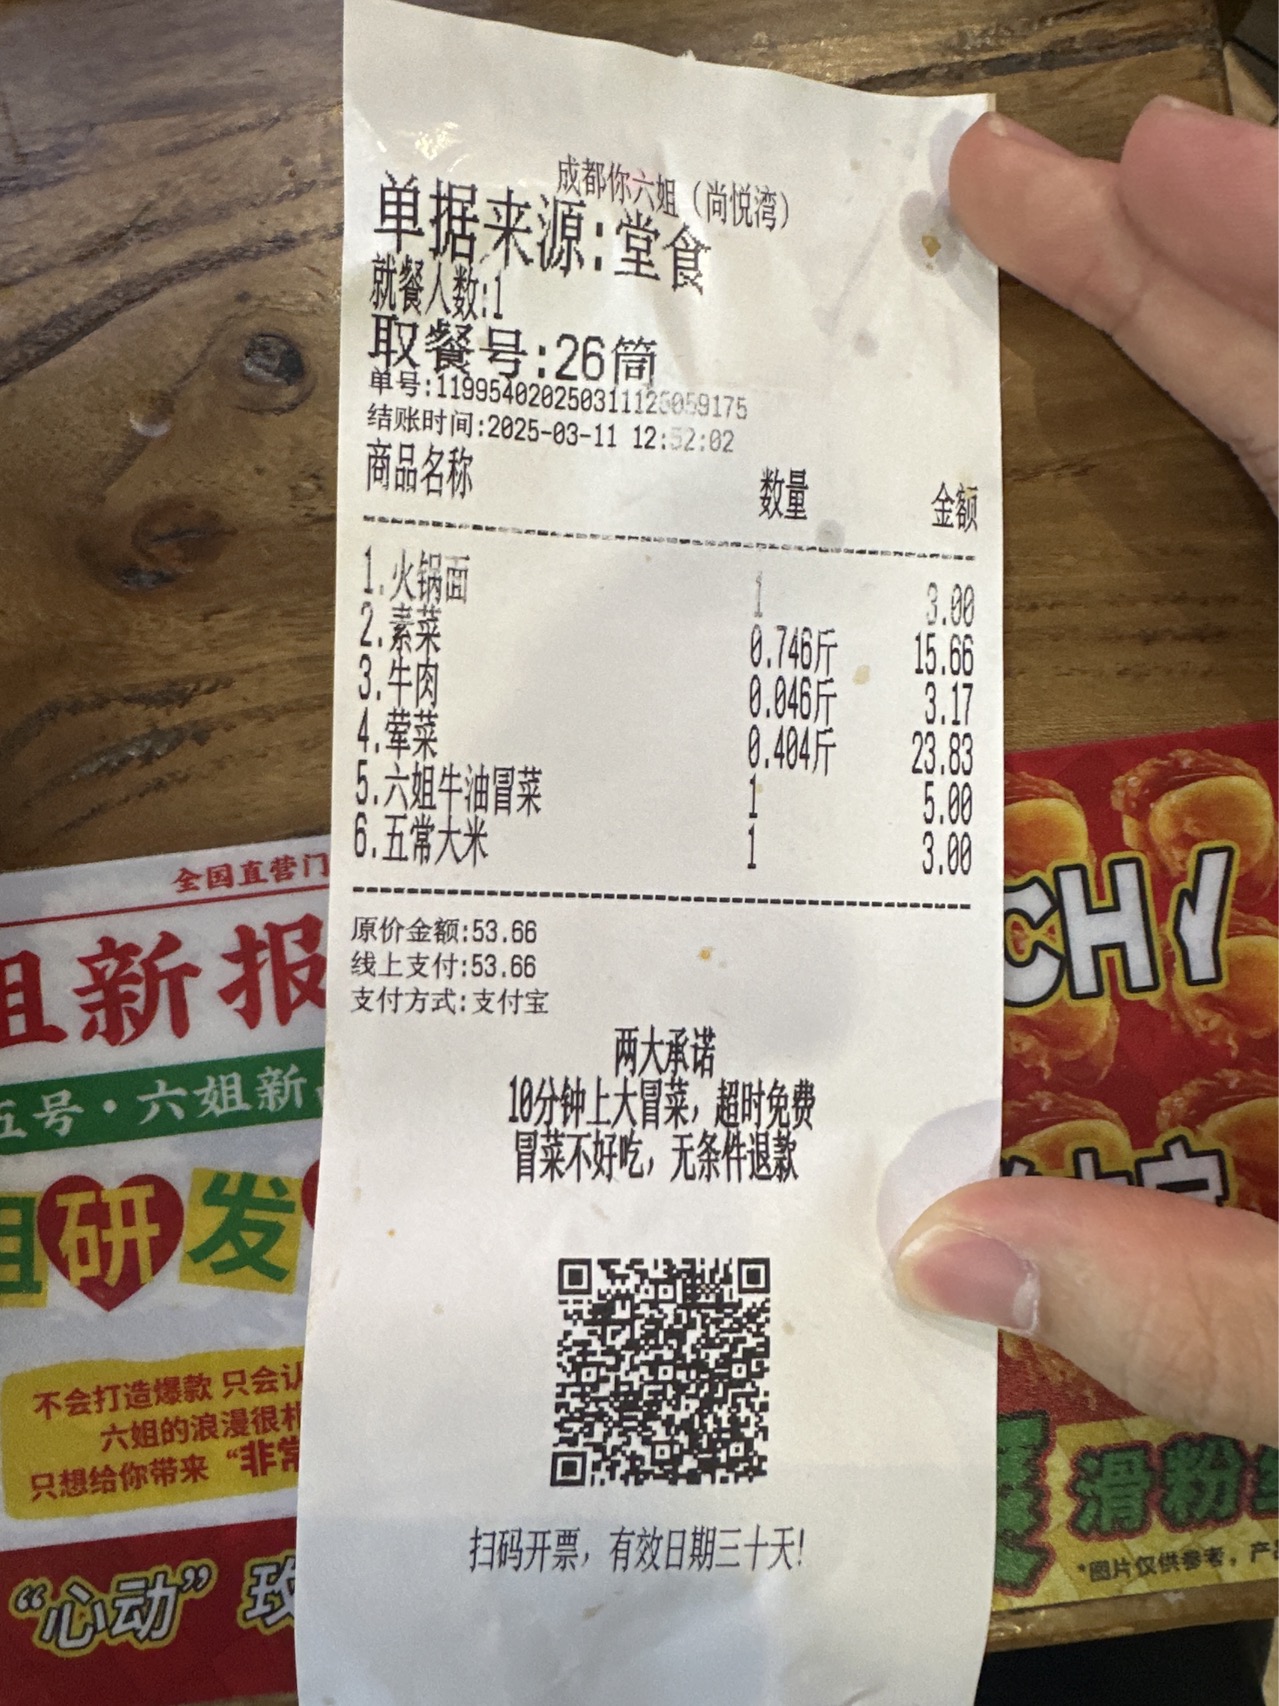 成都你六姐（尚悦湾）
单据来源:堂食
就餐人数:1
取餐号:26筒
单号:119954020250311125059175
结账时间:2025-03-11 12:52:02
商品名称 数量 金额
1.火锅面 1 3.00
2.素菜 0.746斤 15.66
3.牛肉 0.046斤 3.17
4.荤菜 0.404斤 23.83
5.六姐牛油冒菜 1 5.00
6.五常大米 1 3.00
原价金额:53.66
线上支付:53.66
支付方式:支付宝
两大承诺
10分钟上大冒菜，超时免费
冒菜不好吃，无条件退款
扫码开票，有效日期三十天!
全国直营门
姐新报
五号·六姐新
姐研发
不会打造爆款 只会认
六姐的浪漫很
只想给你带来“非常
“心动”
CH
滑粉
*图片仅供参考，产